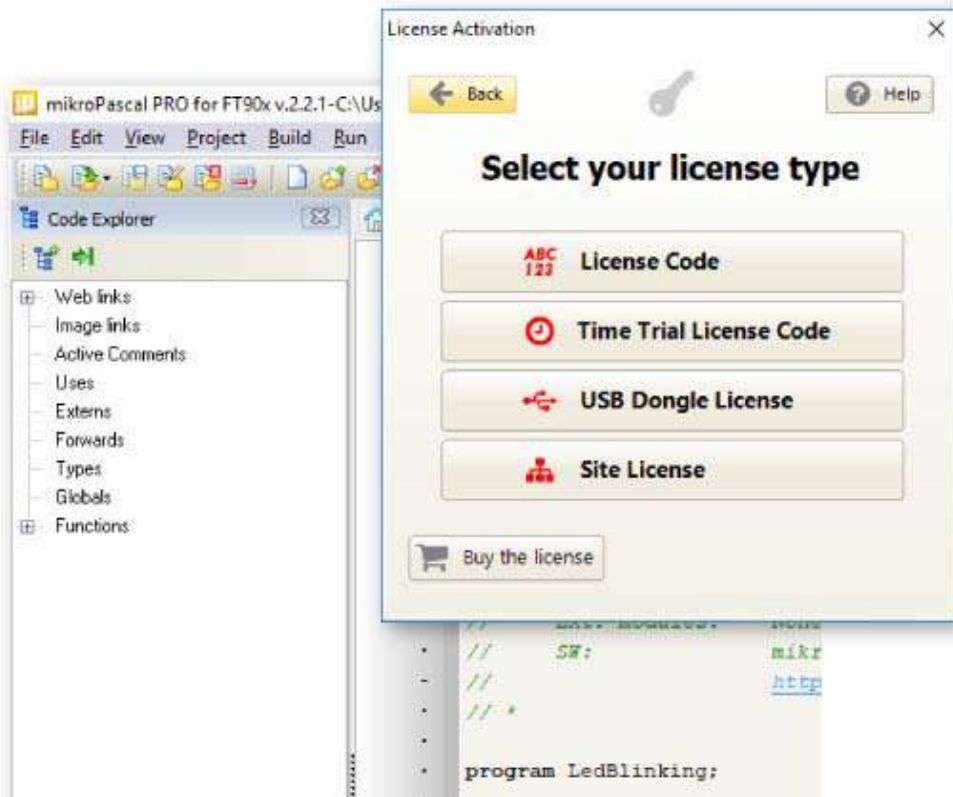 License Activation
Back
Help
Select your license type
ABC
123
License Code
Time Trial License Code
USB Dongle License
Site License
Buy the license
mikroPascal PRO for FT90x v.2.2.1-C:\Us
File Edit View Project Build Run
Code Explorer
Web links
Image links
Active Comments
Uses
Externs
Forwards
Types
Globals
Functions
// Ext. Modules: None
// SW: mikr
// http
// *
program LedBlinking;